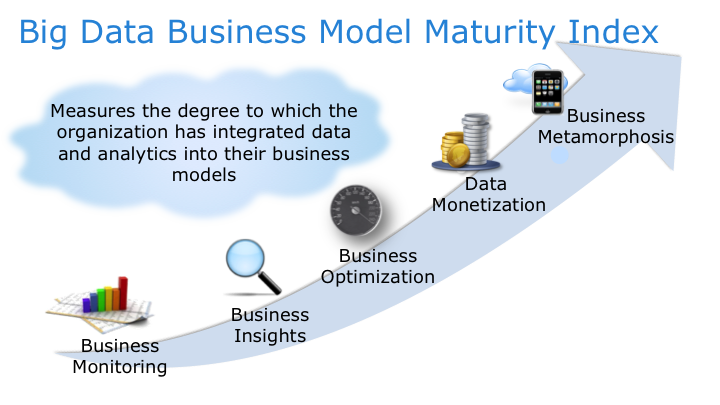 Big Data Business Model Maturity Index
Measures the degree to which the
organization has integrated data
and analytics into their business
models
Business
Monitoring
Business
Insights
Business
Optimization
Data
Monetization
Business
Metamorphosis